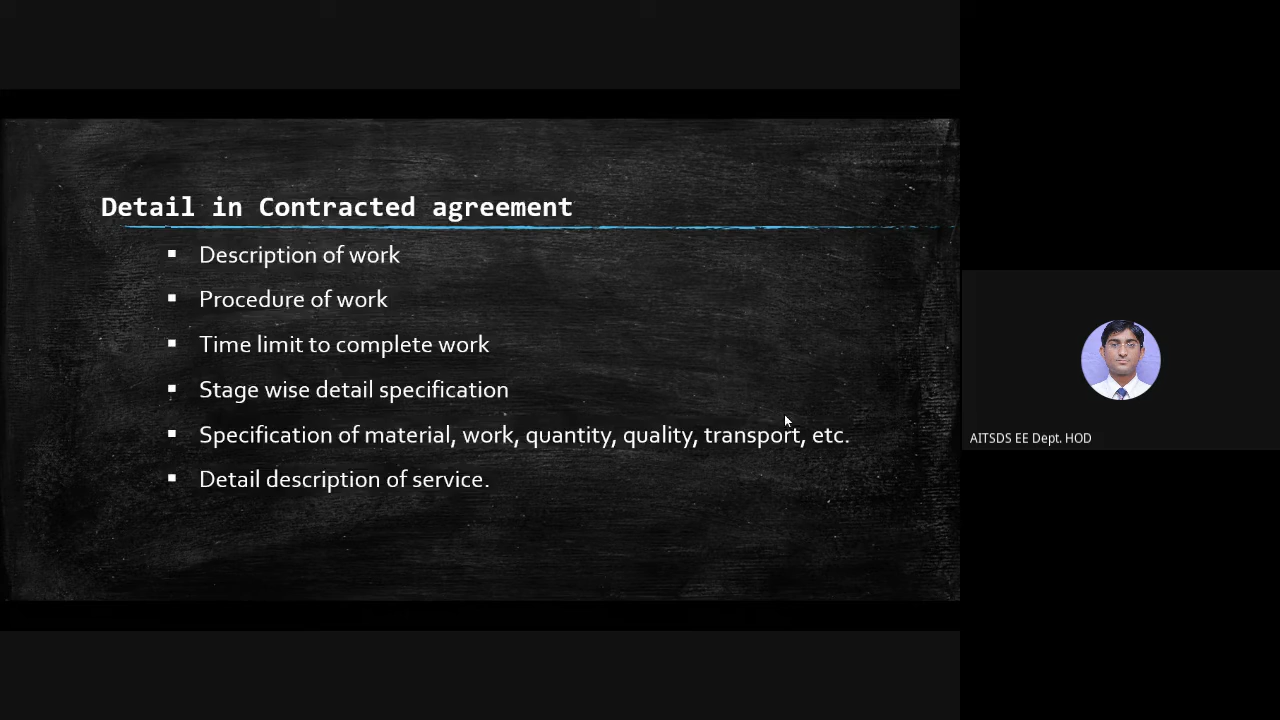 Detail in Contracted agreement
Description of work
Procedure of work
Time limit to complete work
Stage wise detail specification
Specification of material, work, quantity, quality, transport, etc.
Detail description of service.
AITSDS EE Dept. HOD